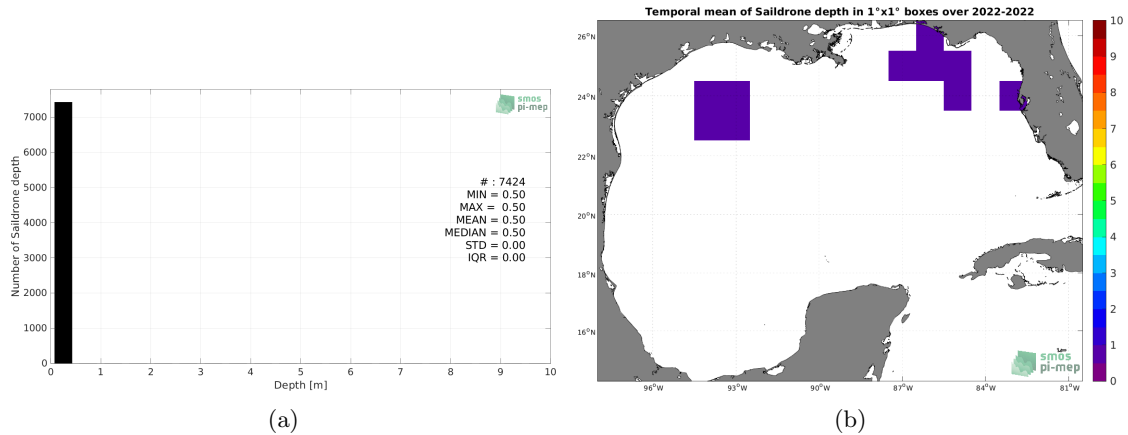 7000
6000
5000
4000
3000
2000
1000
0
Number of Saildrone depth
0 1 2 3 4 5 6 7 8 9 10
Depth [m]
smos
pi-mep
# : 7424
MIN = 0.50
MAX = 0.50
MEAN = 0.50
MEDIAN = 0.50
STD = 0.00
IQR = 0.00
(a)
Temporal mean of Saildrone depth in 1°x1° boxes over 2022-2022
26°N
24°N
22°N
20°N
18°N
16°N
96°W 93°W 90°W 87°W 84°W 81°W
smos
pi-mep
10
9
8
7
6
5
4
3
2
1
0
(b)